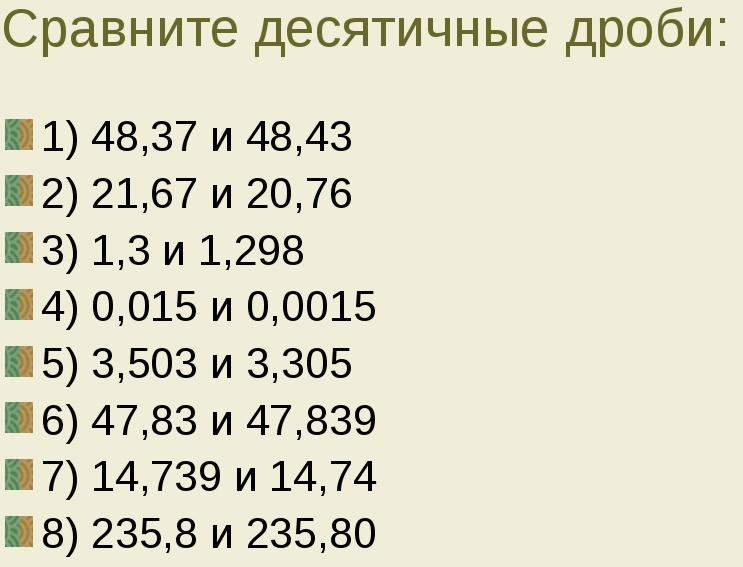 Сравните десятичные дроби:
1) 48,37 и 48,43
2) 21,67 и 20,76
3) 1,3 и 1,298
4) 0,015 и 0,0015
5) 3,503 и 3,305
6) 47,83 и 47,839
7) 14,739 и 14,74
8) 235,8 и 235,80